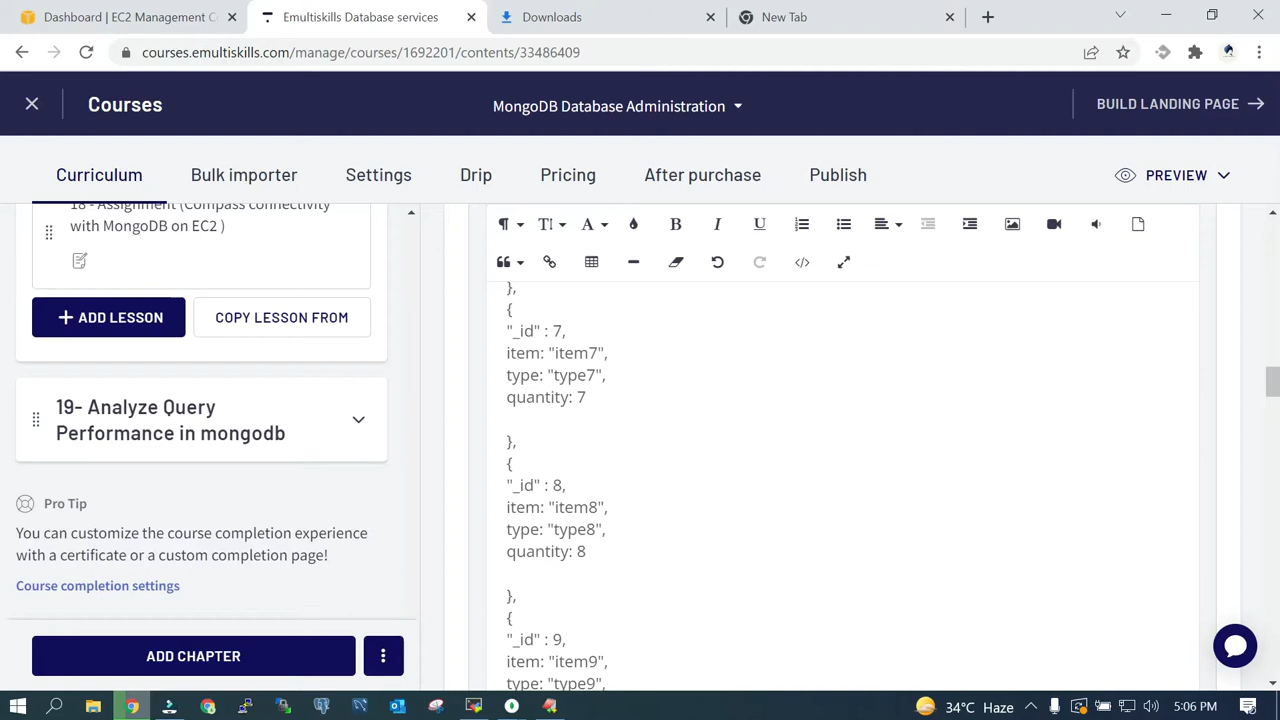 Dashboard | EC2 Management C
Emultiskills Database services
Downloads
New Tab
courses.emultiskills.com/manage/courses/1692201/contents/33486409
Courses
MongoDB Database Administration
BUILD LANDING PAGE
Curriculum
Bulk importer
Settings
Drip
Pricing
After purchase
Publish
PREVIEW
18 - Assignment (Compass connectivity
with MongoDB on EC2 )
ADD LESSON
COPY LESSON FROM
19- Analyze Query
Performance in mongodb
Pro Tip
You can customize the course completion experience
with a certificate or a custom completion page!
Course completion settings
ADD CHAPTER
},
{
"_id" : 7,
item: "item7",
type: "type7",
quantity: 7
},
{
"_id" : 8,
item: "item8",
type: "type8",
quantity: 8
},
{
"_id" : 9,
item: "item9",
type: "type9",
34°C Haze
5:06 PM